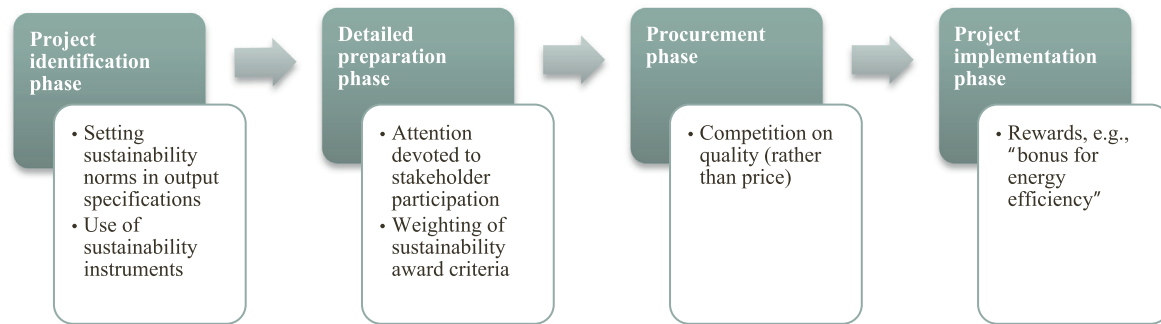 Project
identification
phase
• Setting
sustainability
norms in output
specifications
• Use of
sustainability
instruments
Detailed
preparation
phase
• Attention
devoted to
stakeholder
participation
• Weighting of
sustainability
award criteria
Procurement
phase
• Competition on
quality (rather
than price)
Project
implementation
phase
• Rewards, e.g.,
“bonus for
energy
efficiency”